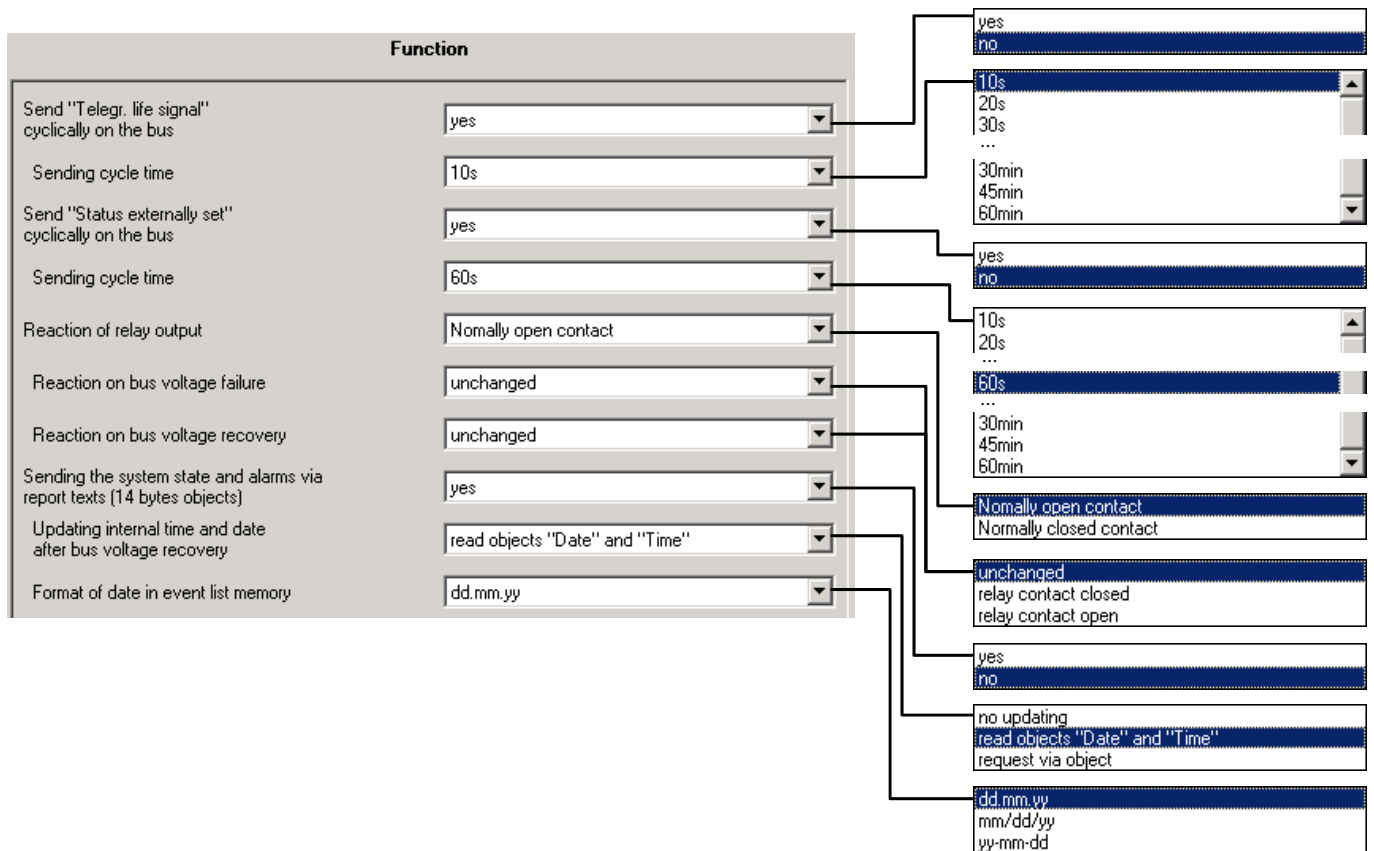 Function
Send "Telegr. life signal"
cyclically on the bus
yes
Sending cycle time
10s
Send "Status externally set"
cyclically on the bus
yes
Sending cycle time
60s
Reaction of relay output
Nomally open contact
Reaction on bus voltage failure
unchanged
Reaction on bus voltage recovery
unchanged
Sending the system state and alarms via
report texts (14 bytes objects)
yes
Updating internal time and date
after bus voltage recovery
read objects "Date" and "Time"
Format of date in event list memory
dd.mm.yy
yes
no
10s
20s
30s
...
30min
45min
60min
yes
no
10s
20s
...
60s
...
30min
45min
60min
Nomally open contact
Normally closed contact
unchanged
relay contact closed
relay contact open
yes
no
no updating
read objects "Date" and "Time"
request via object
dd.mm.yy
mm/dd/yy
yy-mm-dd